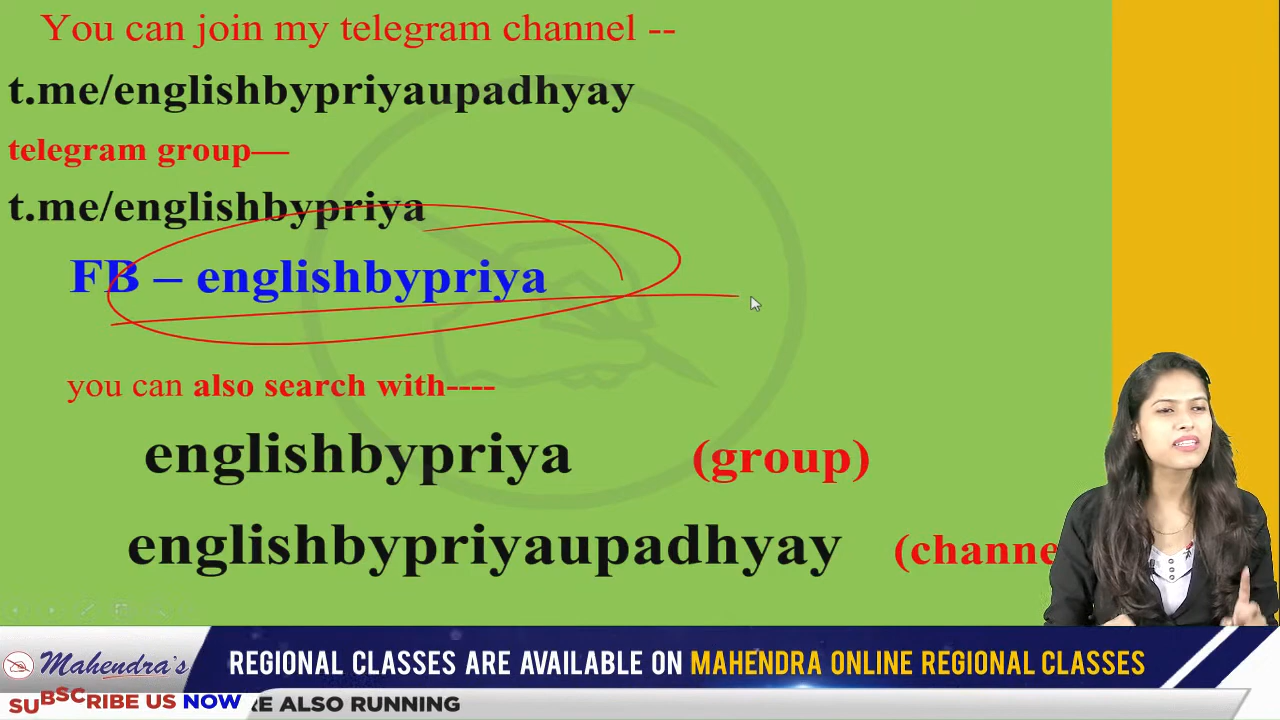 You can join my telegram channel --
t.me/englishbypriyaupadhyay
telegram group—
t.me/englishbypriya
FB – englishbypriya
you can also search with----
englishbypriya (group)
englishbypriyaupadhyay (channe
Mahendra's
REGIONAL CLASSES ARE AVAILABLE ON MAHENDRA ONLINE REGIONAL CLASSES
SUBSCRIBE US NOW
RE ALSO RUNNING